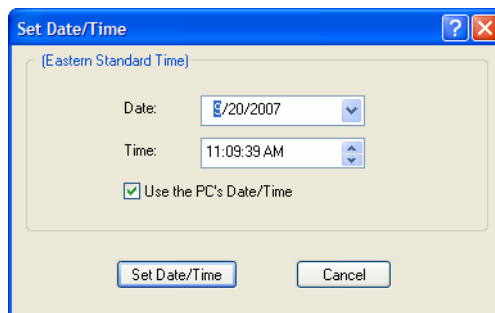 Set Date/Time
(Eastern Standard Time)
Date: 9/20/2007
Time: 11:09:39 AM
Use the PC's Date/Time
Set Date/Time Cancel